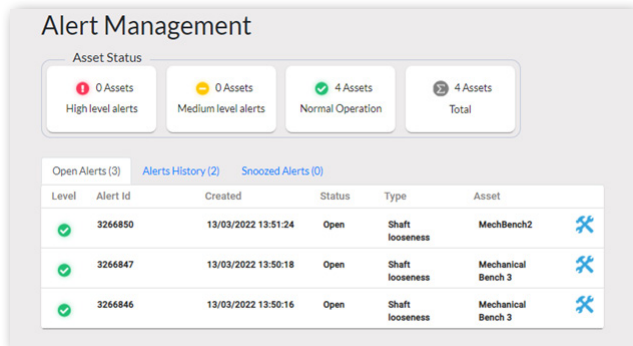 Alert Management
Asset Status
0 Assets
High level alerts
0 Assets
Medium level alerts
4 Assets
Normal Operation
Σ 4 Assets
Total
Open Alerts (3) Alerts History (2) Snoozed Alerts (0)
Level Alert Id Created Status Type Asset
3266850 13/03/2022 13:51:24 Open Shaft looseness MechBench2
3266847 13/03/2022 13:50:18 Open Shaft looseness Mechanical Bench 3
3266846 13/03/2022 13:50:16 Open Shaft looseness Mechanical Bench 3